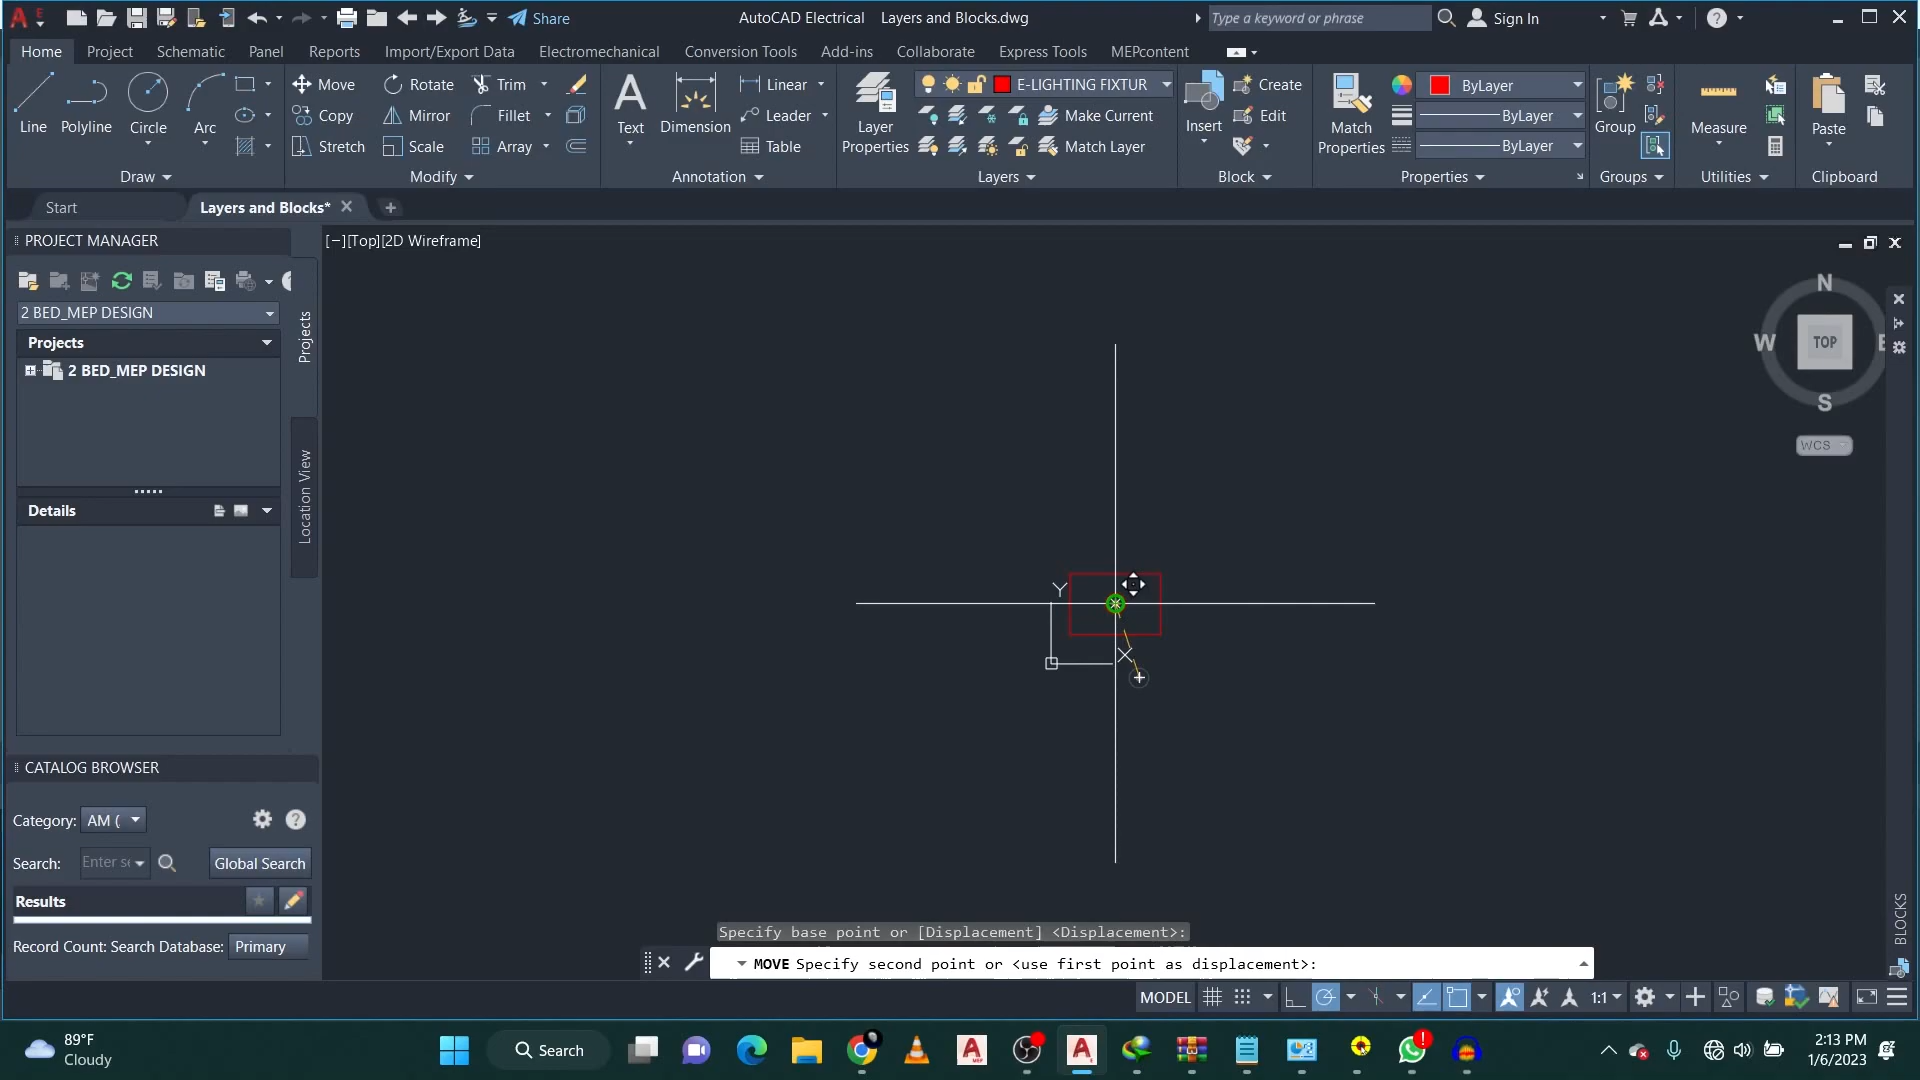 Share
AutoCAD Electrical Layers and Blocks.dwg
Type a keyword or phrase
Sign In
Home Project Schematic Panel Reports Import/Export Data Electromechanical Conversion Tools Add-ins Collaborate Express Tools MEPcontent
Line
Polyline
Circle
Arc
Draw
Move Rotate Trim
Copy Mirror Fillet
Stretch Scale Array
Modify
Text
Dimension
Linear
Leader
Table
Annotation
Layer
Properties
E-LIGHTING FIXTUR
Make Current
Match Layer
Layers
Insert
Create
Edit
Block
Match
Properties
ByLayer
ByLayer
ByLayer
Properties
Group
Groups
Measure
Utilities
Paste
Clipboard
Start
Layers and Blocks*
PROJECT MANAGER
2 BED_MEP DESIGN
Projects
2 BED_MEP DESIGN
Details
Projects
Location View
CATALOG BROWSER
Category: AM (
Search: Enter se
Global Search
Results
Record Count: Search Database: Primary
[−][Top][2D Wireframe]
N
W
TOP
E
S
WCS
Y
X
BLOCKS
Specify base point or [Displacement] <Displacement>:
MOVE Specify second point or <use first point as displacement>:
MODEL
1:1
89°F
Cloudy
Search
2:13 PM
1/6/2023